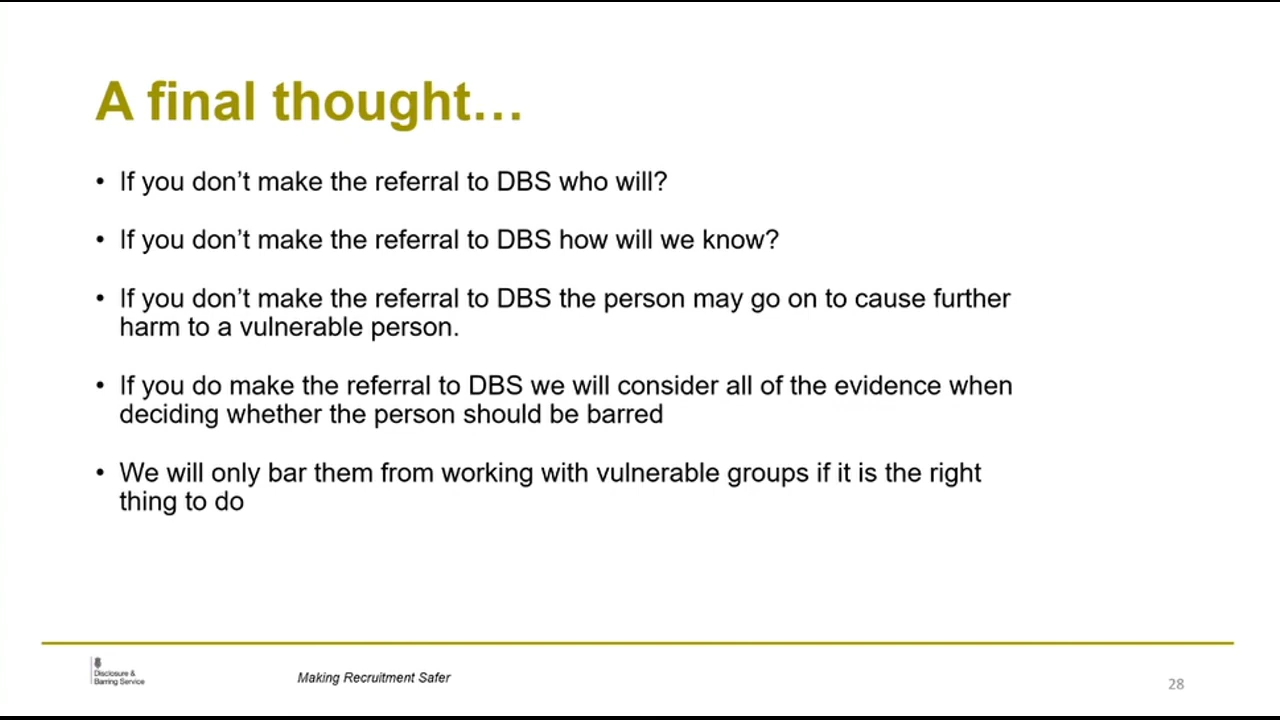 A final thought…
• If you don’t make the referral to DBS who will?
• If you don’t make the referral to DBS how will we know?
• If you don’t make the referral to DBS the person may go on to cause further
harm to a vulnerable person.
• If you do make the referral to DBS we will consider all of the evidence when
deciding whether the person should be barred
• We will only bar them from working with vulnerable groups if it is the right
thing to do
Disclosure &
Barring Service
Making Recruitment Safer
28